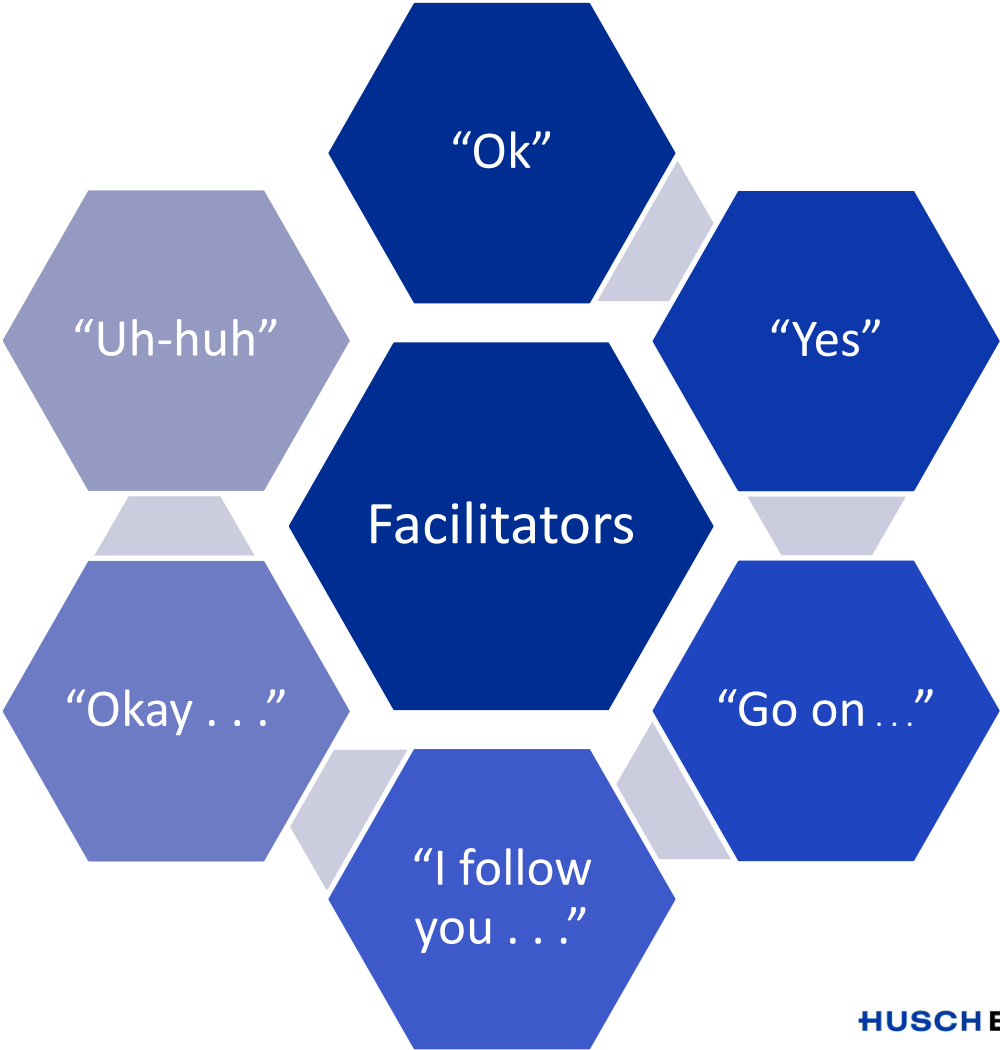 “Ok”
“Uh-huh”
“Yes”
Facilitators
“Okay . . .”
“Go on . . .”
“I follow
you . . .”
HUSCH